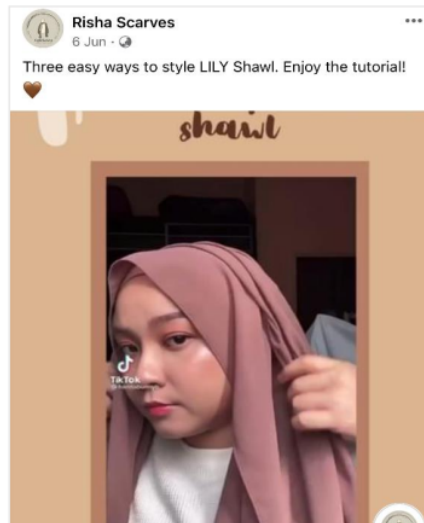 Risha Scarves
6 Jun ·
Three easy ways to style LILY Shawl. Enjoy the tutorial!
shawl
TikTok